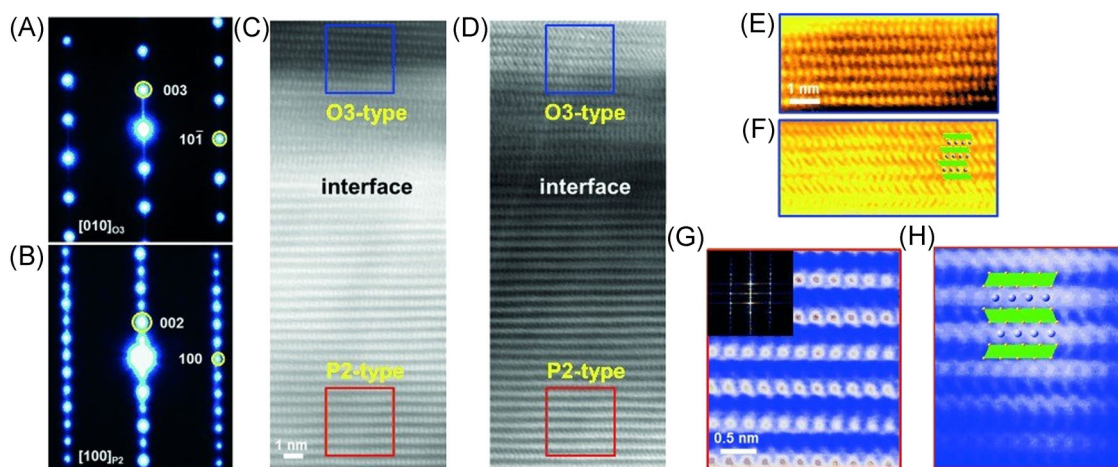 (A)
003
101̅
[010]O3
(B)
002
100
[100]P2
(C)
O3-type
interface
P2-type
1 nm
(D)
O3-type
interface
P2-type
(E)
1 nm
(F)
(G)
0.5 nm
(H)